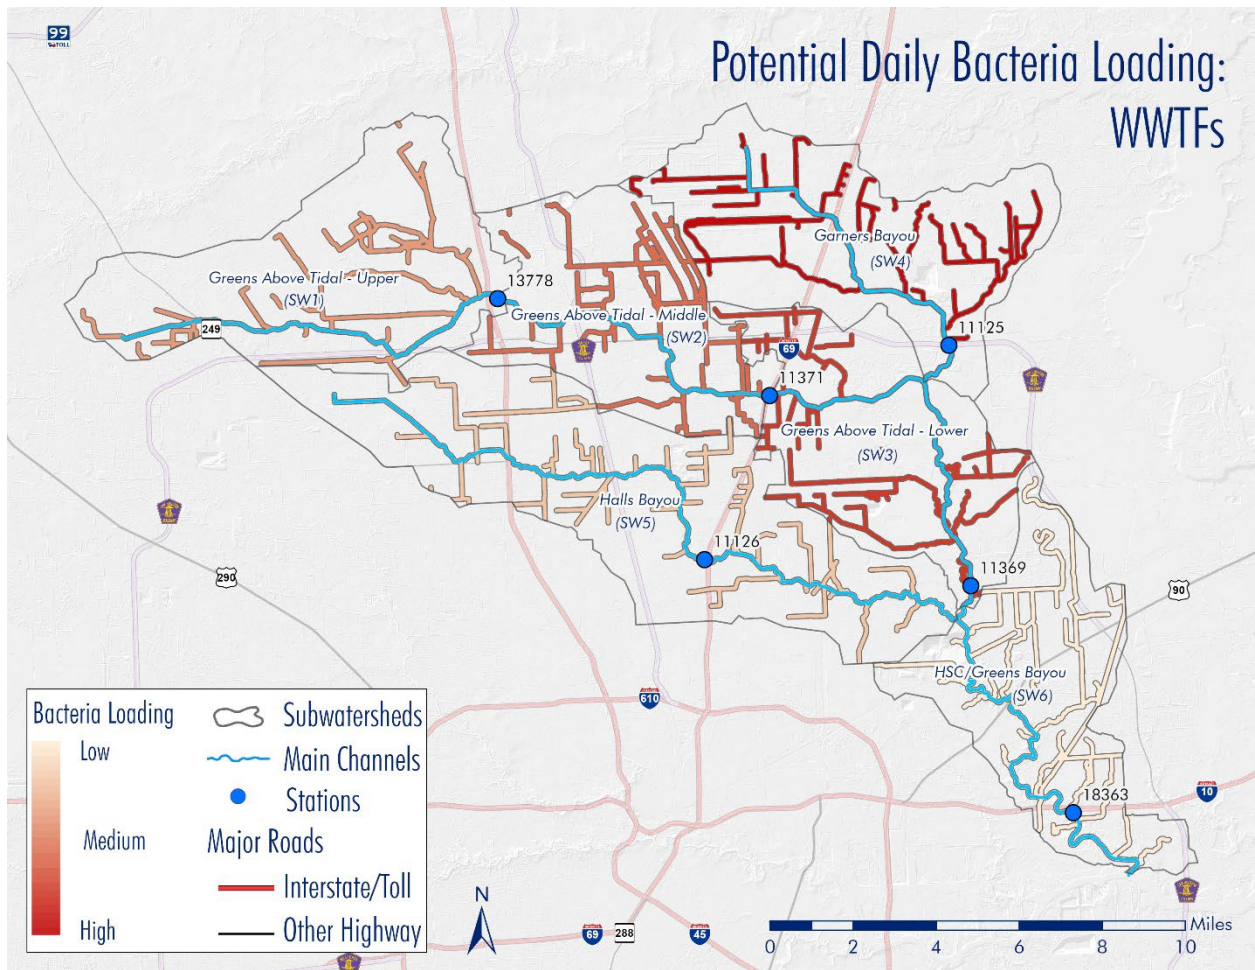 99
TOLL
Potential Daily Bacteria Loading:
WWTFs
Garners Bayou
(SW4)
Greens Above Tidal - Upper
(SW1)
13778
Greens Above Tidal - Middle
(SW2)
249
69
11125
11371
Greens Above Tidal - Lower
(SW3)
Halls Bayou
(SW5)
11126
290
11369
90
HSC/Greens Bayou
(SW6)
610
18363
10
Bacteria Loading
Low
Medium
High
Subwatersheds
Main Channels
Stations
Major Roads
Interstate/Toll
Other Highway
N
69
288
45
Miles
0 2 4 6 8 10